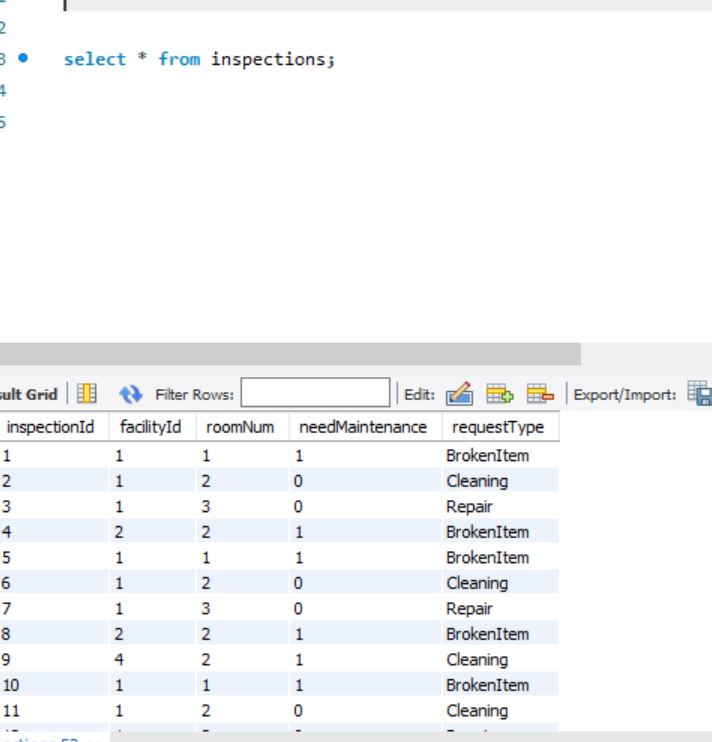 2
3 select * from inspections;
4
5
Grid Filter Rows: Edit: Export/Import:
inspectionId facilityId roomNum needMaintenance requestType
1 1 1 1 BrokenItem
2 1 2 0 Cleaning
3 1 3 0 Repair
4 2 2 1 BrokenItem
5 1 1 1 BrokenItem
6 1 2 0 Cleaning
7 1 3 0 Repair
8 2 2 1 BrokenItem
9 4 2 1 Cleaning
10 1 1 1 BrokenItem
11 1 2 0 Cleaning